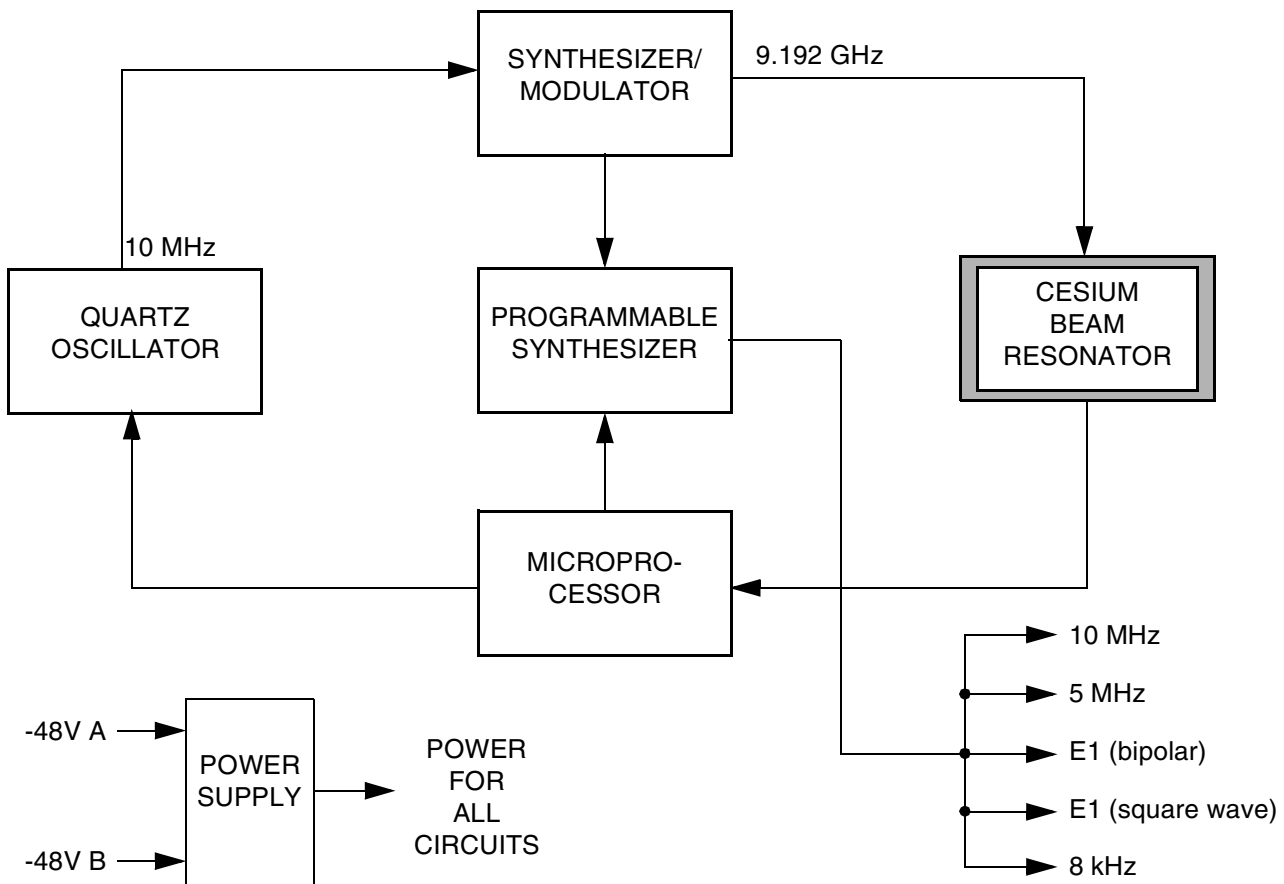 SYNTHESIZER/
MODULATOR
9.192 GHz
10 MHz
QUARTZ
OSCILLATOR
PROGRAMMABLE
SYNTHESIZER
CESIUM
BEAM
RESONATOR
MICROPRO-
CESSOR
10 MHz
5 MHz
E1 (bipolar)
E1 (square wave)
8 kHz
-48V A
-48V B
POWER
SUPPLY
POWER
FOR
ALL
CIRCUITS